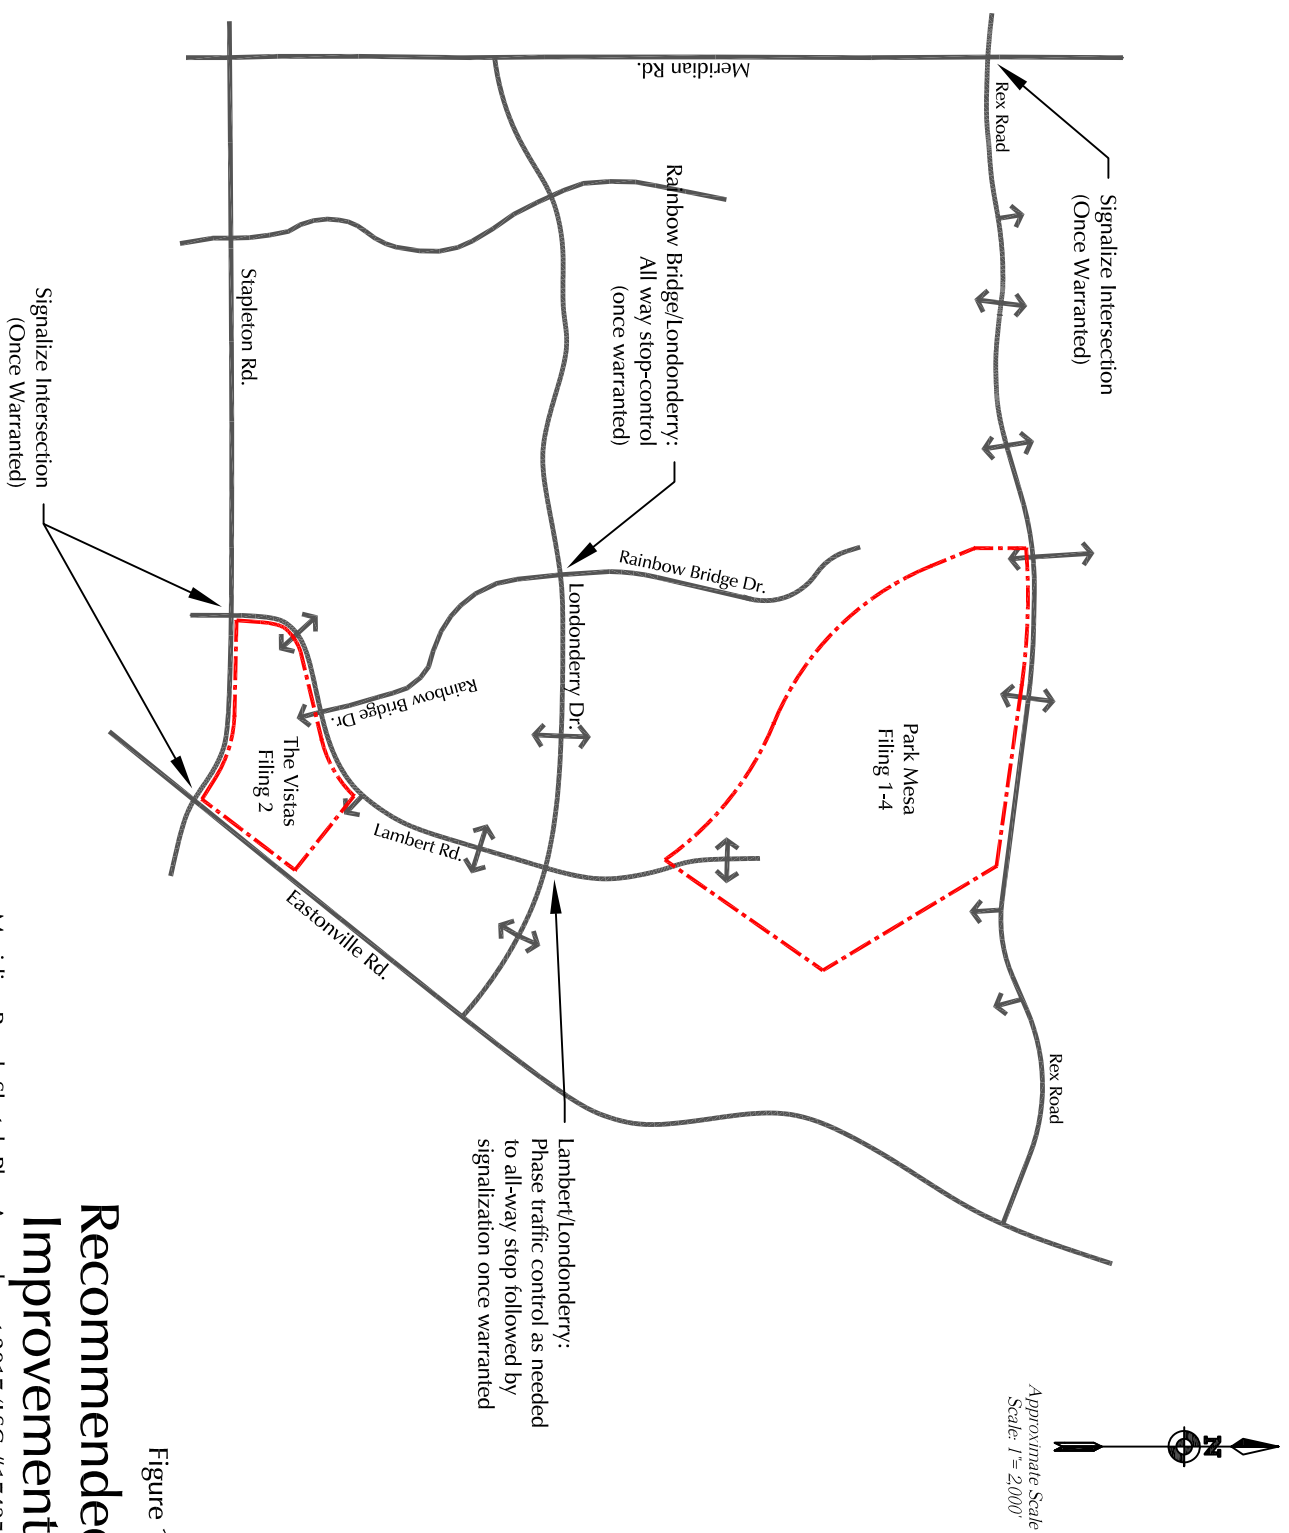 Signalize Intersection
(Once Warranted)
Rex Road
Meridian Rd.
Rainbow Bridge/Londonderry:
All way stop-control
(once warranted)
Rainbow Bridge Dr.
Londonderry Dr.
Park Mesa
Filing 1-4
Rex Road
Stapleton Rd.
Signalize Intersection
(Once Warranted)
Rainbow Bridge Dr.
The Vistas
Filing 2
Lambert Rd.
Eastonville Rd.
Lambert/Londonderry:
Phase traffic control as needed
to all-way stop followed by
signalization once warranted
N
Approximate Scale
Scale: 1"= 2,000'
Figure
Recommended
Improvement